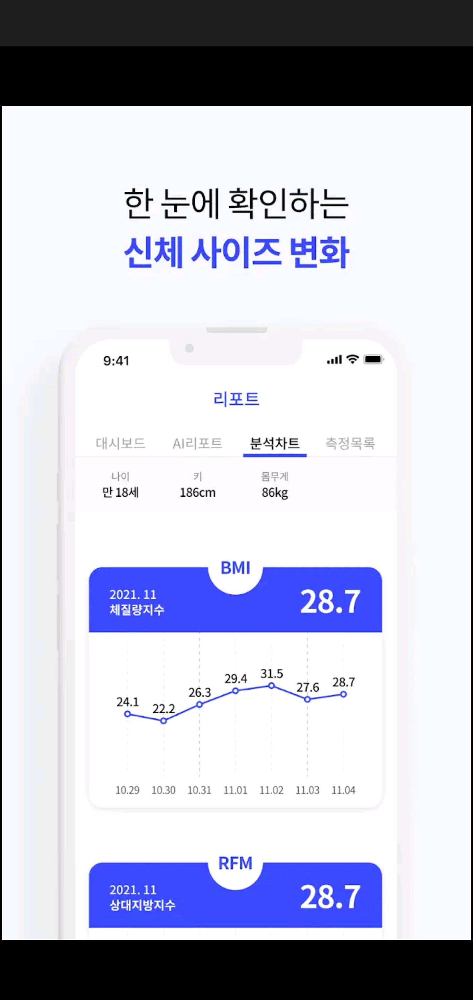 한 눈에 확인하는
신체 사이즈 변화
9:41
리포트
대시보드 AI리포트 분석차트 측정목록
나이 키 몸무게
만 18세 186cm 86kg
BMI
2021. 11
체질량지수
28.7
24.1 22.2 26.3 29.4 31.5 27.6 28.7
10.29 10.30 10.31 11.01 11.02 11.03 11.04
RFM
2021. 11
상대지방지수
28.7